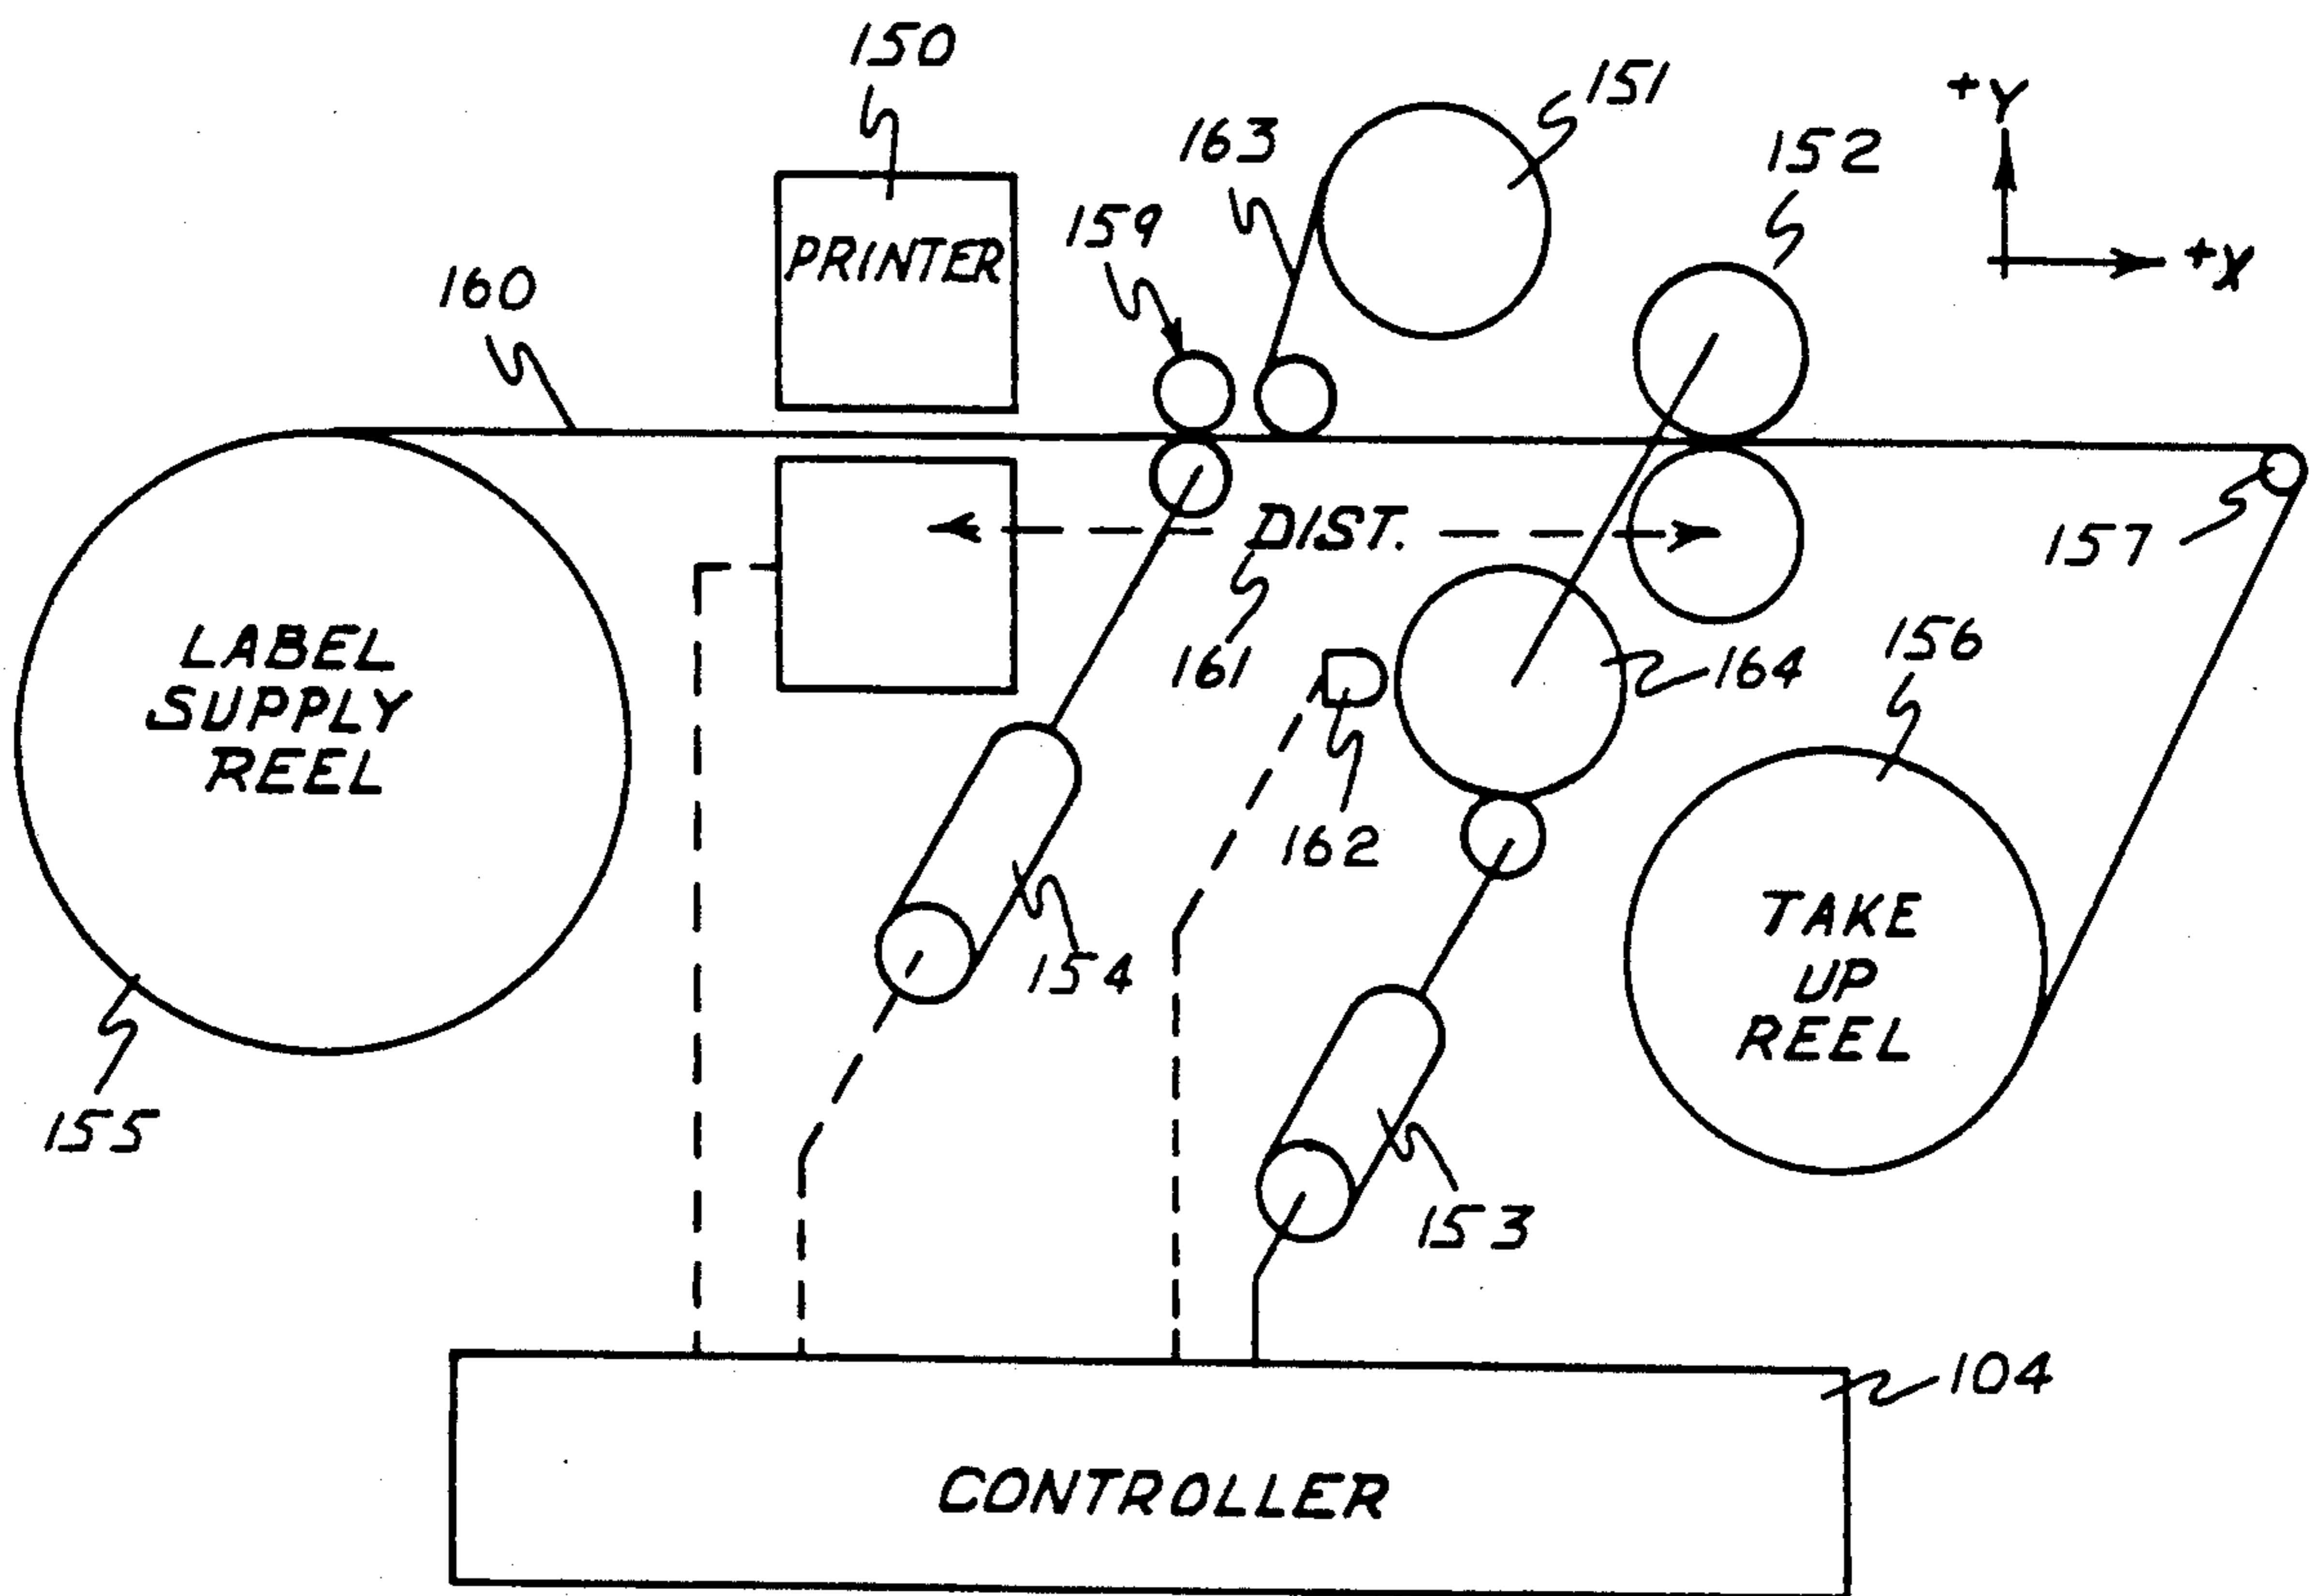 150
151
+Y
163
152
159
+X
160
PRINTER
DIST.
157
161
156
164
LABEL
SUPPLY
REEL
162
TAKE
UP
REEL
154
155
153
104
CONTROLLER